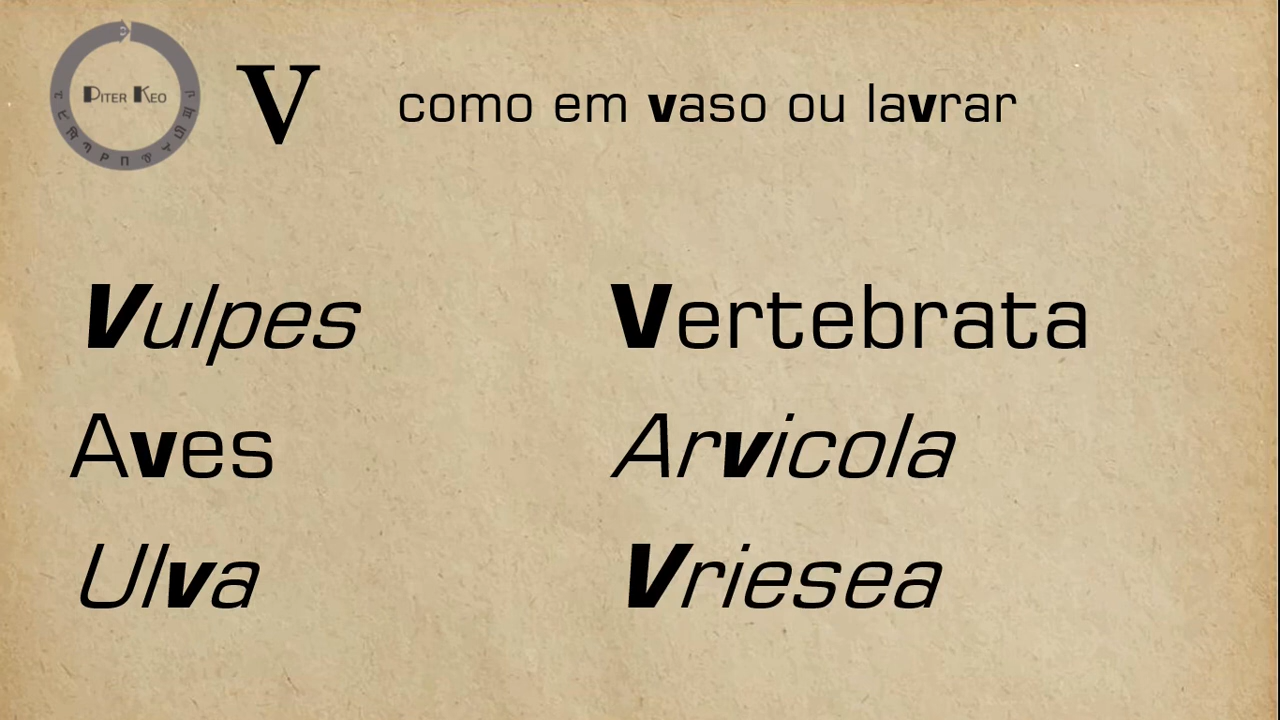 PITER KEO
V como em vaso ou lavrar
Vulpes
Vertebrata
Aves
Arvicola
Ulva
Vriesea